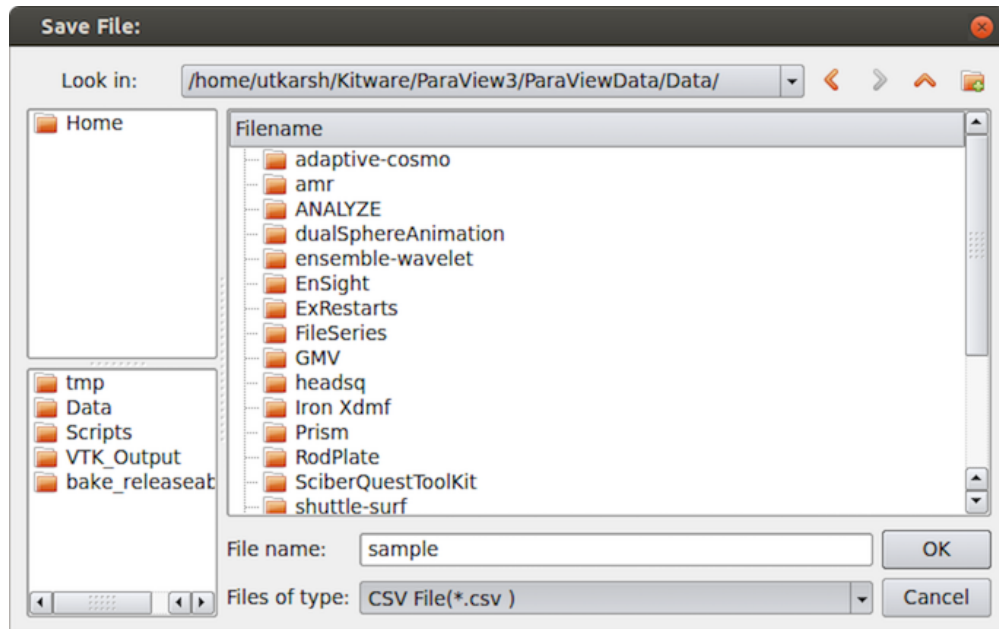 Save File:
Look in: /home/utkarsh/Kitware/ParaView3/ParaViewData/Data/
Home
Filename
adaptive-cosmo
amr
ANALYZE
dualSphereAnimation
ensemble-wavelet
EnSight
ExRestarts
FileSeries
GMV
headsq
Iron Xdmf
Prism
RodPlate
SciberQuestToolKit
shuttle-surf
tmp
Data
Scripts
VTK_Output
bake_releaseab
File name: sample
OK
Files of type: CSV File(*.csv )
Cancel